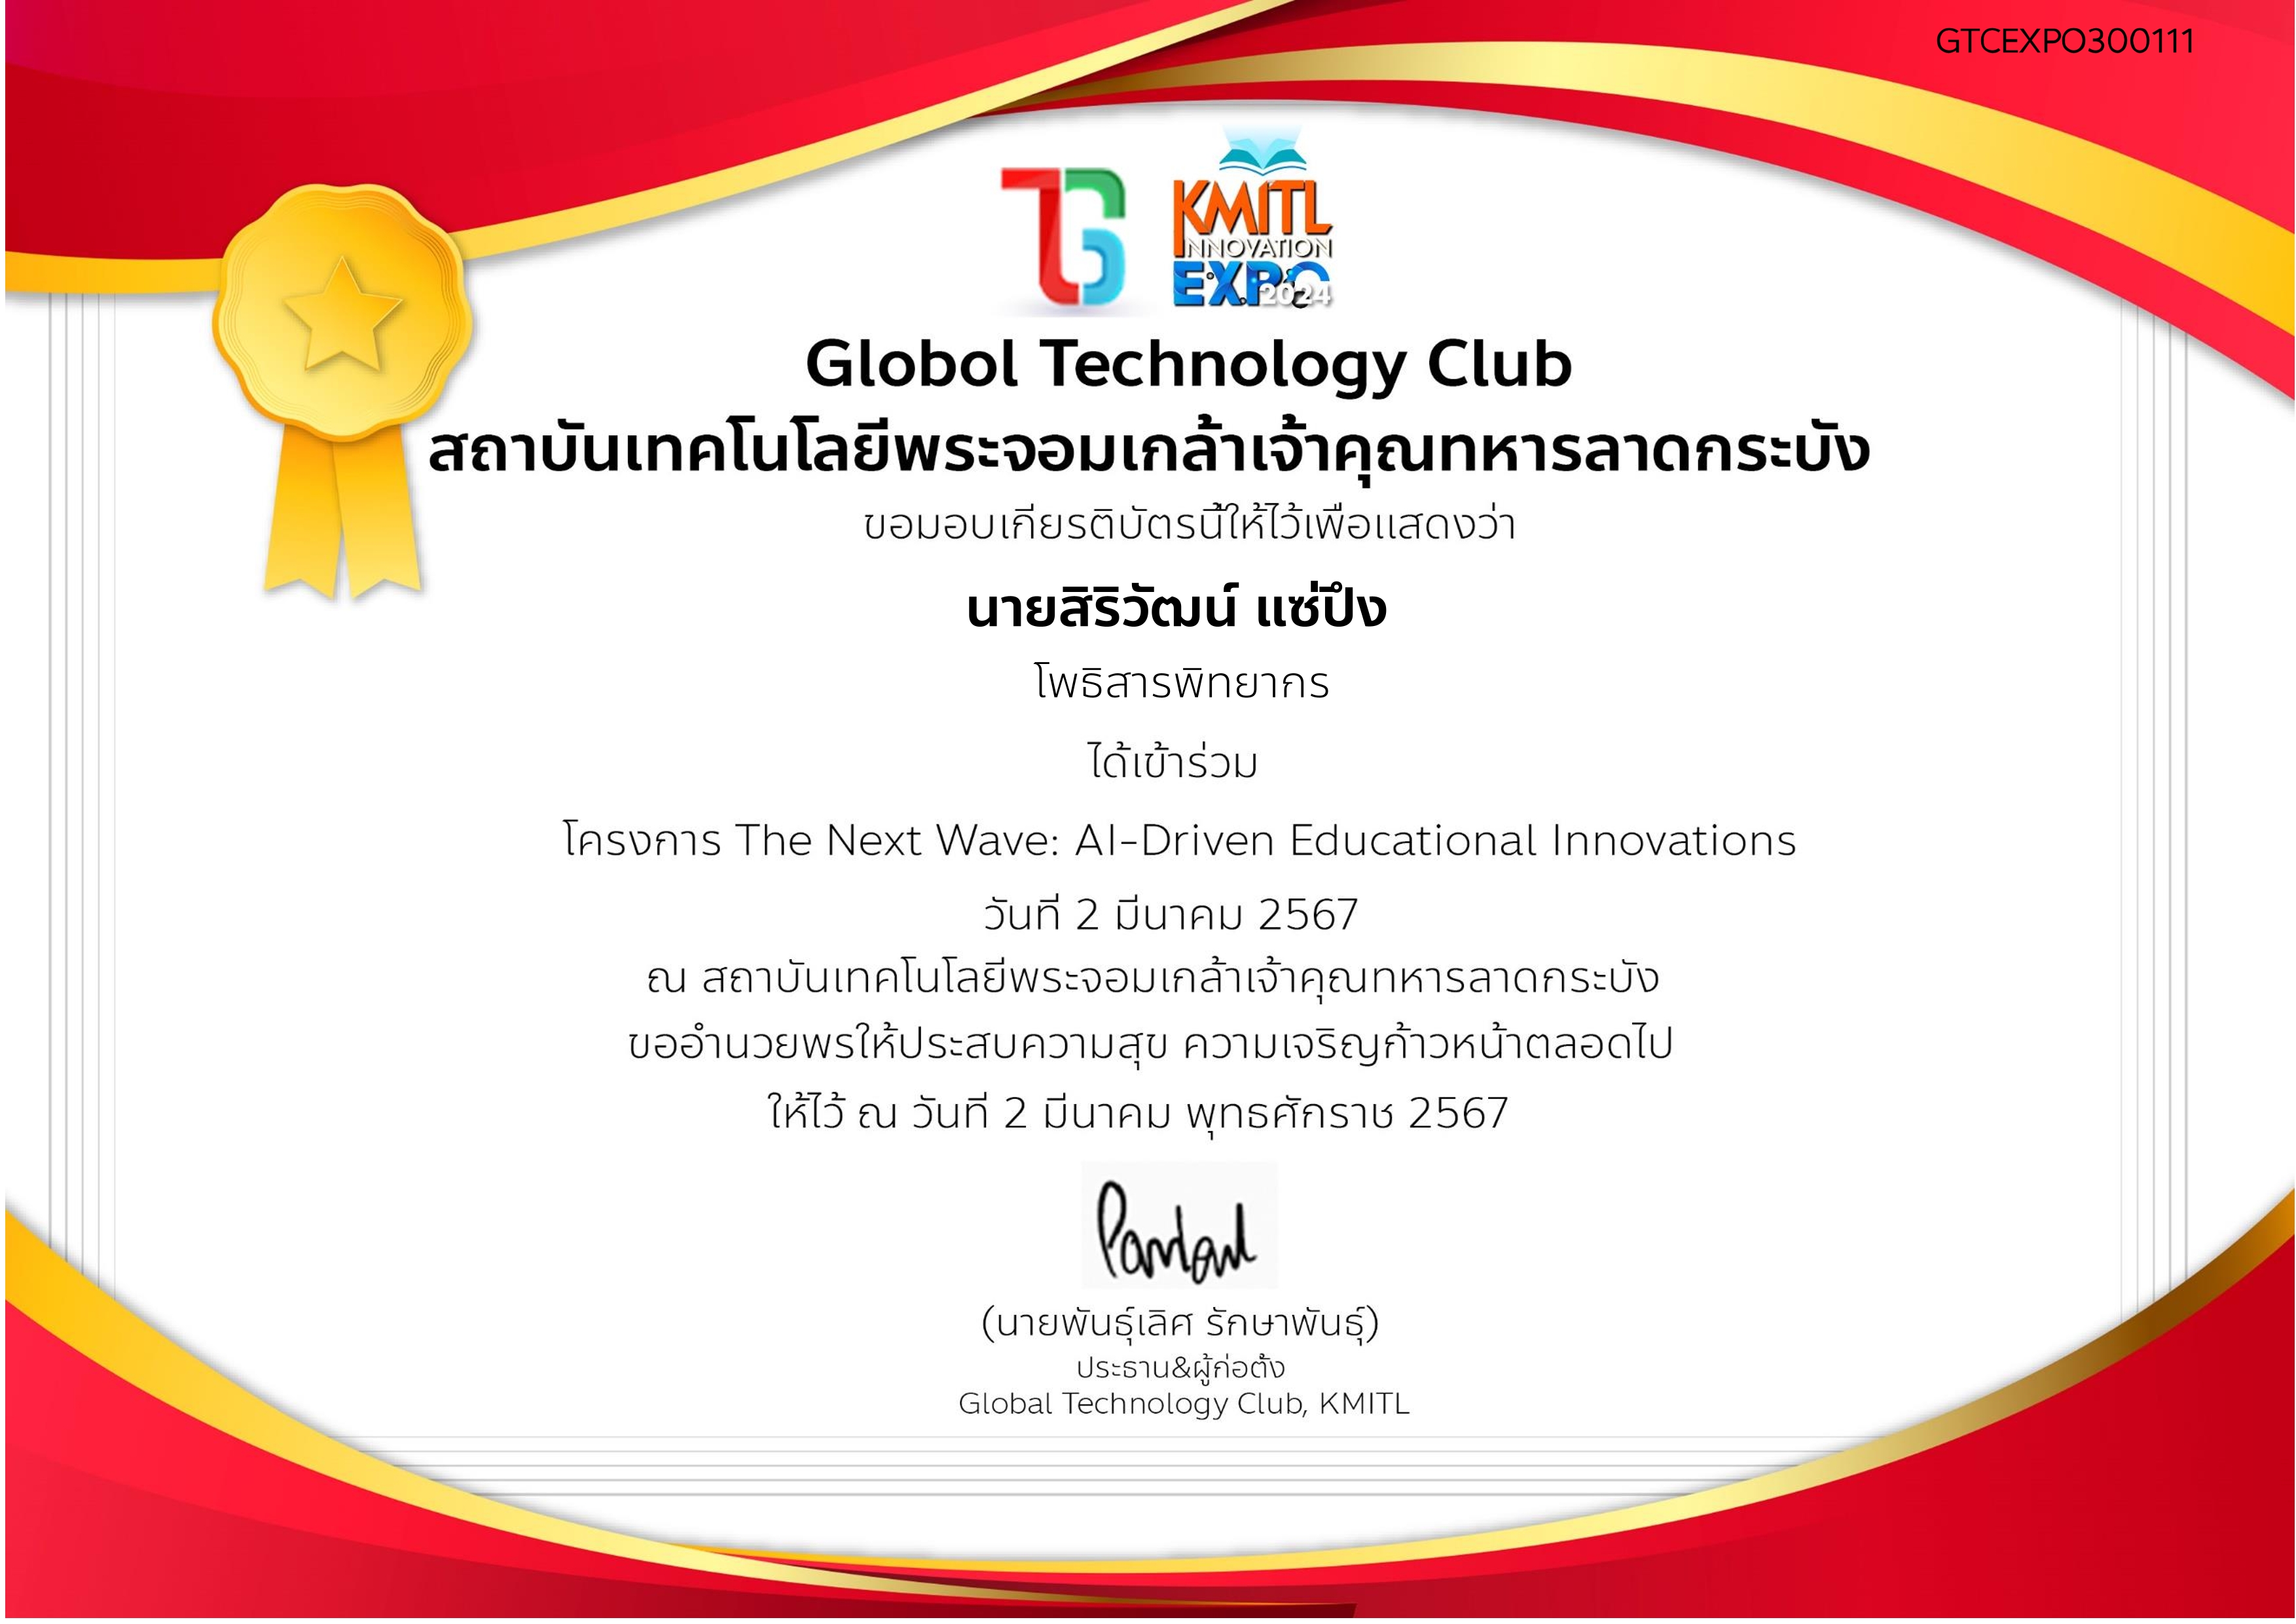 GTCEXPO300111
TG
KMITL
INNOVATION
EXPO
2024
Globol Technology Club
สถาบันเทคโนโลยีพระจอมเกล้าเจ้าคุณทหารลาดกระบัง
ขอมอบเกียรติบัตรนี้ให้ไว้เพื่อแสดงว่า
นายสิริวัฒน์ แซ่ปึง
โพธิสารพิทยากร
ได้เข้าร่วม
โครงการ The Next Wave: AI-Driven Educational Innovations
วันที่ 2 มีนาคม 2567
ณ สถาบันเทคโนโลยีพระจอมเกล้าเจ้าคุณทหารลาดกระบัง
ขออำนวยพรให้ประสบความสุข ความเจริญก้าวหน้าตลอดไป
ให้ไว้ ณ วันที่ 2 มีนาคม พุทธศักราช 2567
(นายพันธุ์เลิศ รักษาพันธุ์)
ประธาน&ผู้ก่อตั้ง
Global Technology Club, KMITL